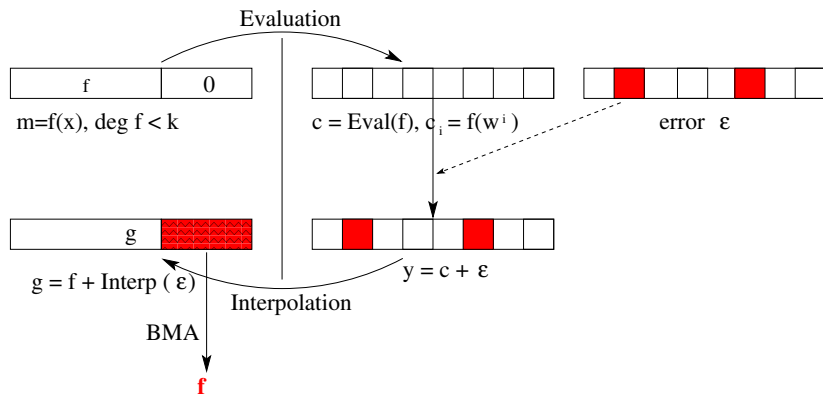 Evaluation
f 0
m=f(x), deg f < k
c = Eval(f), c i = f(w i )
error ε
g
g = f + Interp ( ε )
y = c + ε
Interpolation
BMA
f